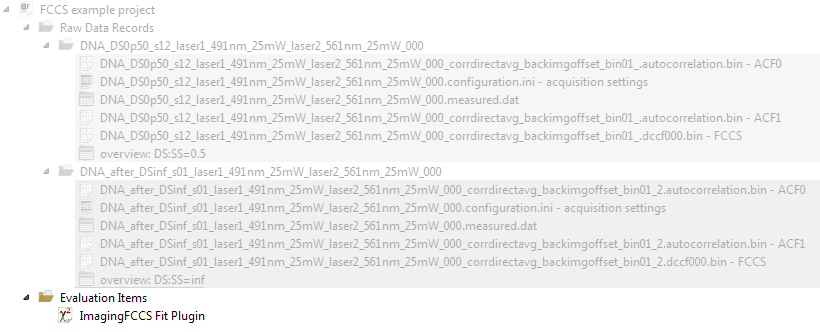 FCCS example project
Raw Data Records
DNA_DS0p50_s12_laser1_491nm_25mW_laser2_561nm_25mW_000
DNA_DS0p50_s12_laser1_491nm_25mW_laser2_561nm_25mW_000_corrdirectavg_backimgoffset_bin01_.autocorrelation.bin - ACF0
DNA_DS0p50_s12_laser1_491nm_25mW_laser2_561nm_25mW_000.configuration.ini - acquisition settings
DNA_DS0p50_s12_laser1_491nm_25mW_laser2_561nm_25mW_000.measured.dat
DNA_DS0p50_s12_laser1_491nm_25mW_laser2_561nm_25mW_000_corrdirectavg_backimgoffset_bin01_.autocorrelation.bin - ACF1
DNA_DS0p50_s12_laser1_491nm_25mW_laser2_561nm_25mW_000_corrdirectavg_backimgoffset_bin01_.dccf000.bin - FCCS
overview: DS:SS=0.5
DNA_after_DSinf_s01_laser1_491nm_25mW_laser2_561nm_25mW_000
DNA_after_DSinf_s01_laser1_491nm_25mW_laser2_561nm_25mW_000_corrdirectavg_backimgoffset_bin01_2.autocorrelation.bin - ACF0
DNA_after_DSinf_s01_laser1_491nm_25mW_laser2_561nm_25mW_000.configuration.ini - acquisition settings
DNA_after_DSinf_s01_laser1_491nm_25mW_laser2_561nm_25mW_000.measured.dat
DNA_after_DSinf_s01_laser1_491nm_25mW_laser2_561nm_25mW_000_corrdirectavg_backimgoffset_bin01_2.autocorrelation.bin - ACF1
DNA_after_DSinf_s01_laser1_491nm_25mW_laser2_561nm_25mW_000_corrdirectavg_backimgoffset_bin01_2.dccf000.bin - FCCS
overview: DS:SS=inf
Evaluation Items
χ² ImagingFCCS Fit Plugin